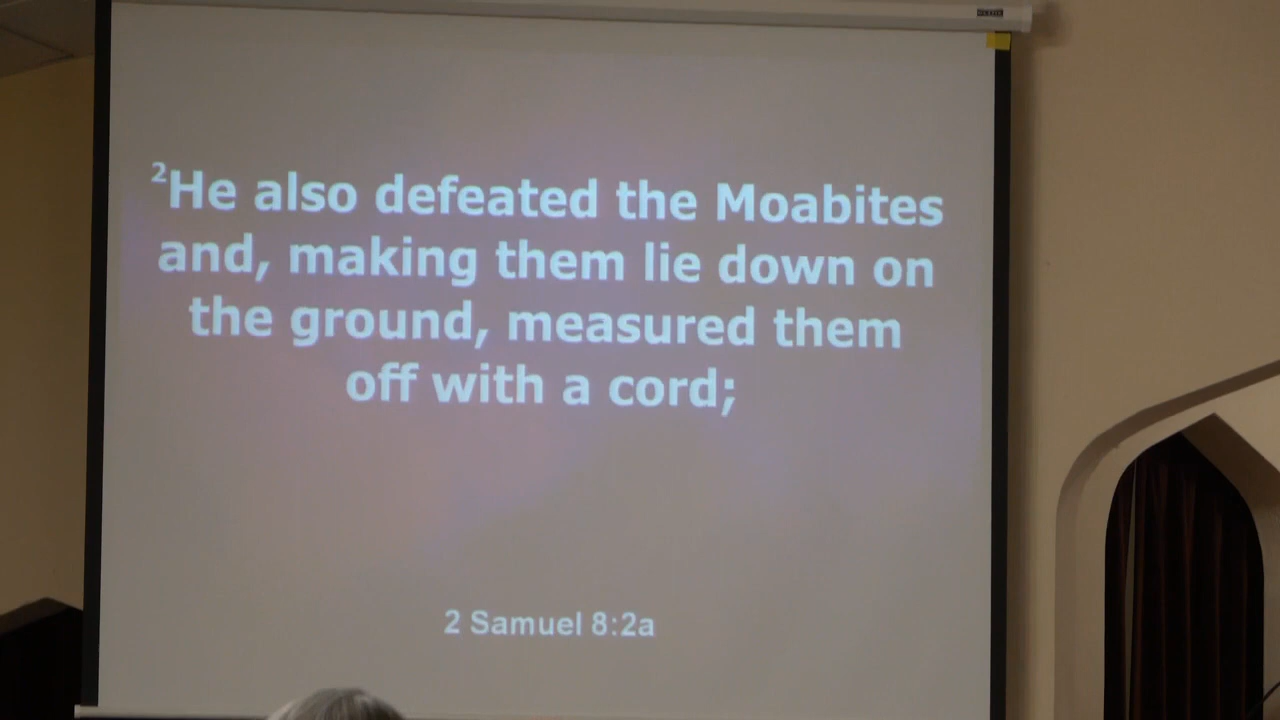 ²He also defeated the Moabites
and, making them lie down on
the ground, measured them
off with a cord;
2 Samuel 8:2a